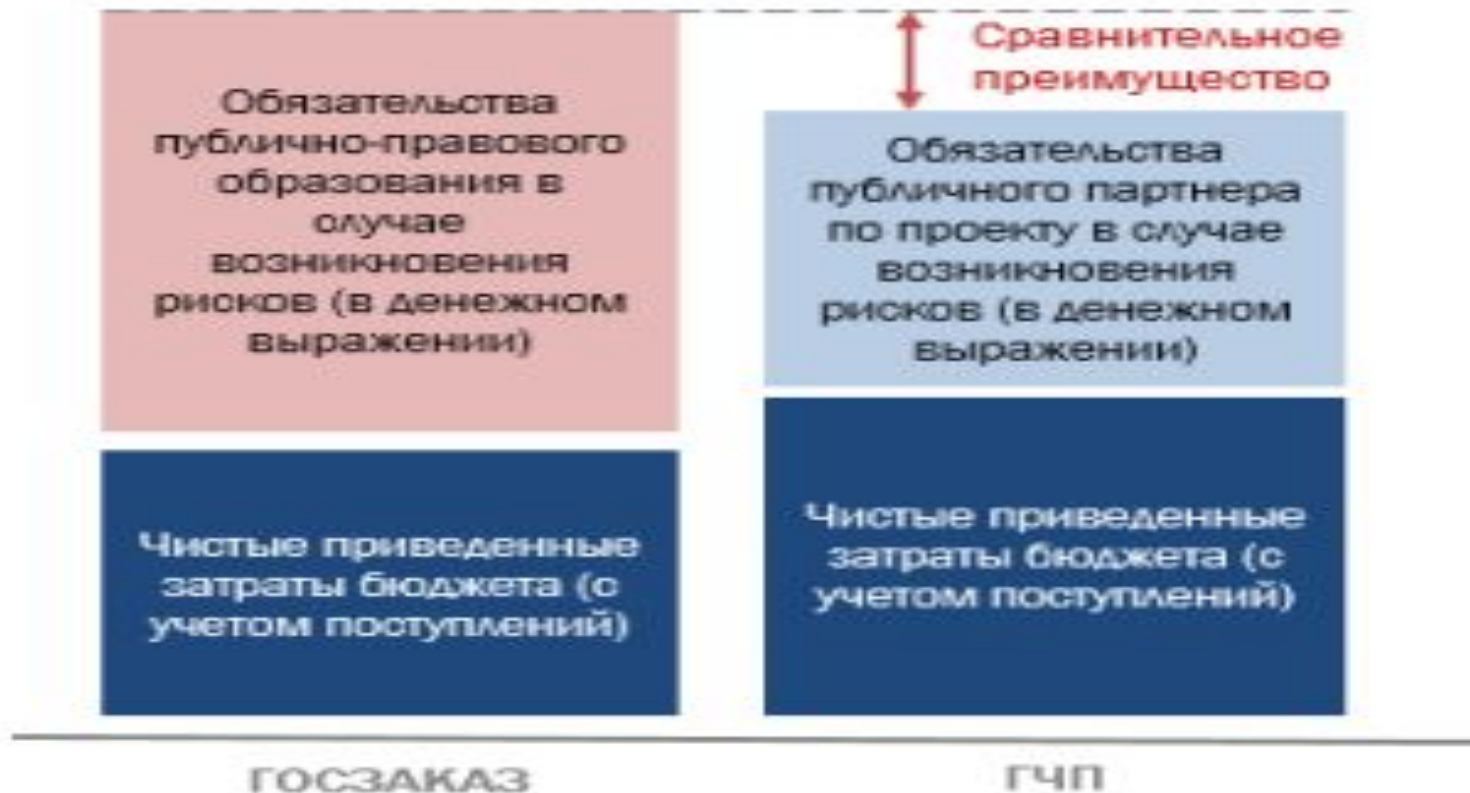 Обязательства
публично-правового
образования в
случае
возникновения
рисков (в денежном
выражении)
Чистые приведенные
затраты бюджета (с
учетом поступлений)
Сравнительное
преимущество
Обязательства
публичного партнера
по проекту в случае
возникновения
рисков (в денежном
выражении)
Чистые приведенные
затраты бюджета (с
учетом поступлений)
ГОСЗАКАЗ
ГЧП